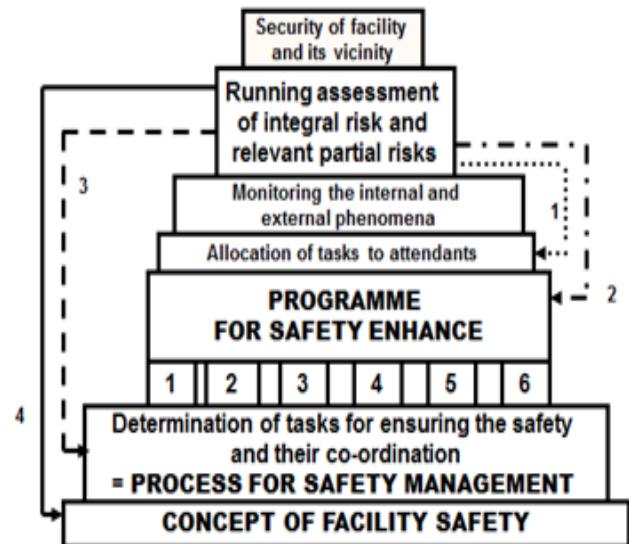 Security of facility
and its vicinity
Running assessment
of integral risk and
relevant partial risks
3
Monitoring the internal and
external phenomena
1
Allocation of tasks to attendants
PROGRAMME
FOR SAFETY ENHANCE
2
1 2 3 4 5 6
4
Determination of tasks for ensuring the safety
and their co-ordination
= PROCESS FOR SAFETY MANAGEMENT
CONCEPT OF FACILITY SAFETY